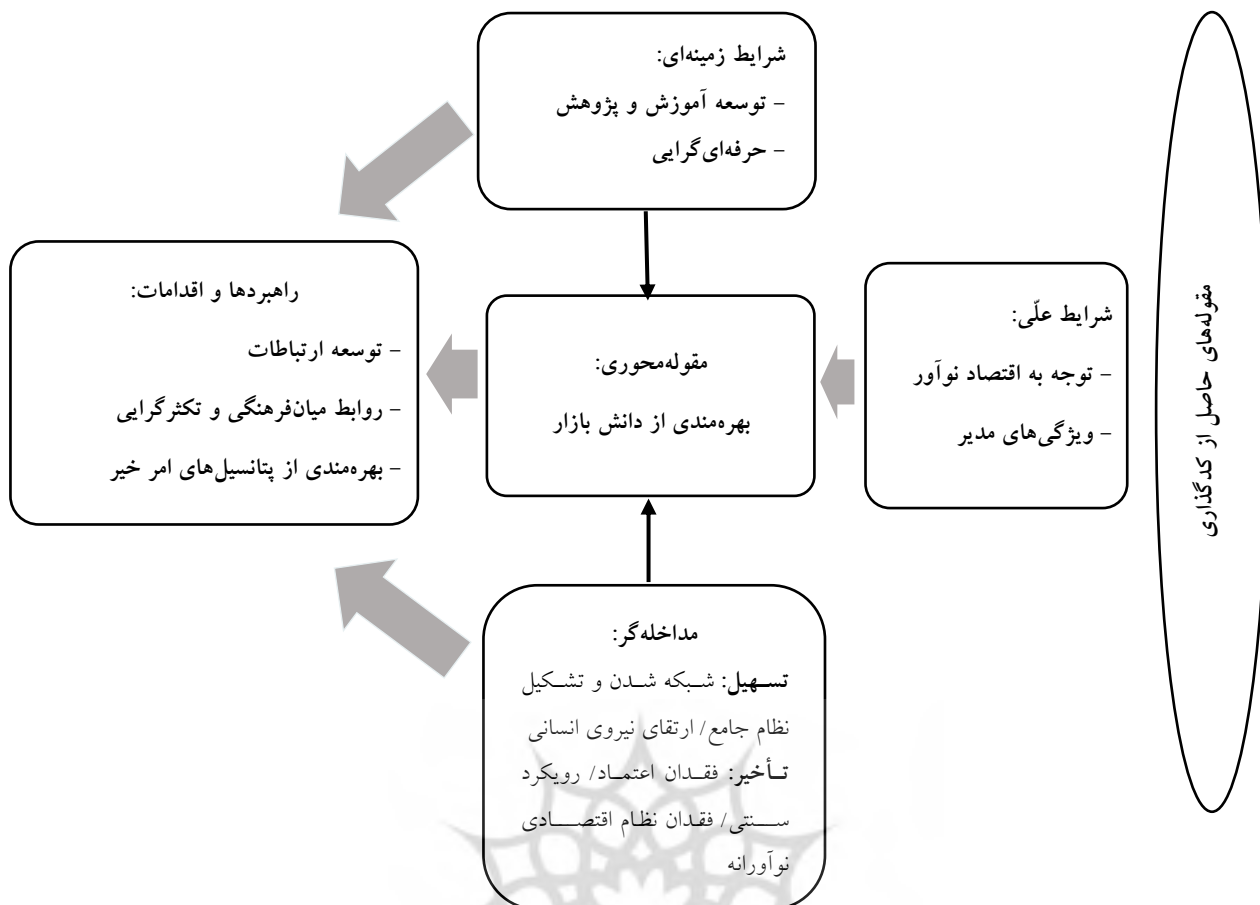 شرایط زمینه‌ای:
- توسعه آموزش و پژوهش
- حرفه‌ای‌گرایی
مقوله‌های حاصل از کدگذاری
شرایط علّی:
- توجه به اقتصاد نوآور
- ویژگی‌های مدیر
مقوله‌محوری:
بهره‌مندی از دانش بازار
راهبردها و اقدامات:
- توسعه ارتباطات
- روابط میان‌فرهنگی و تکثرگرایی
- بهره‌مندی از پتانسیل‌های امر خیر
مداخله‌گر:
تسهیل: شبکه شدن و تشکیل
نظام جامع/ ارتقای نیروی انسانی
تأخیر: فقدان اعتماد/ رویکرد
سنتی/ فقدان نظام اقتصادی
نوآورانه